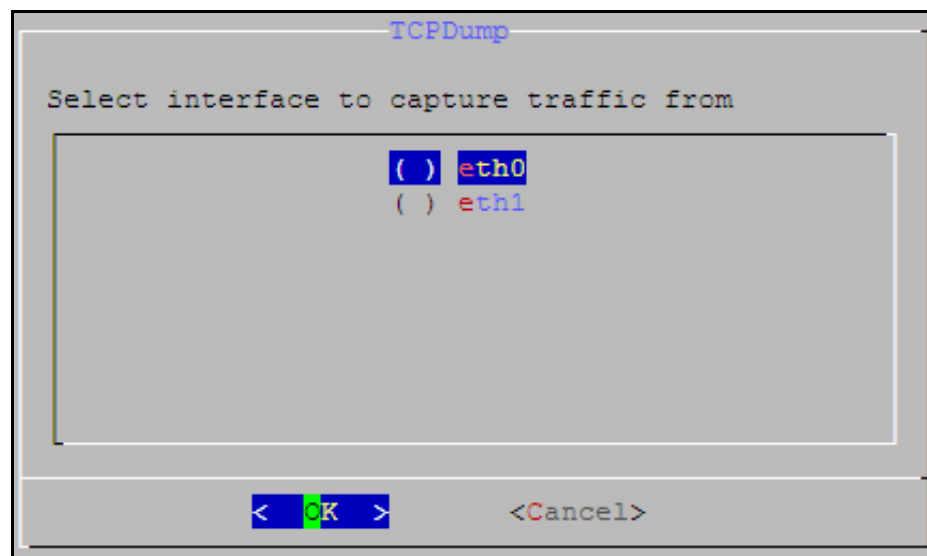 TCPDump
Select interface to capture traffic from
( ) eth0
( ) eth1
< OK > <Cancel>